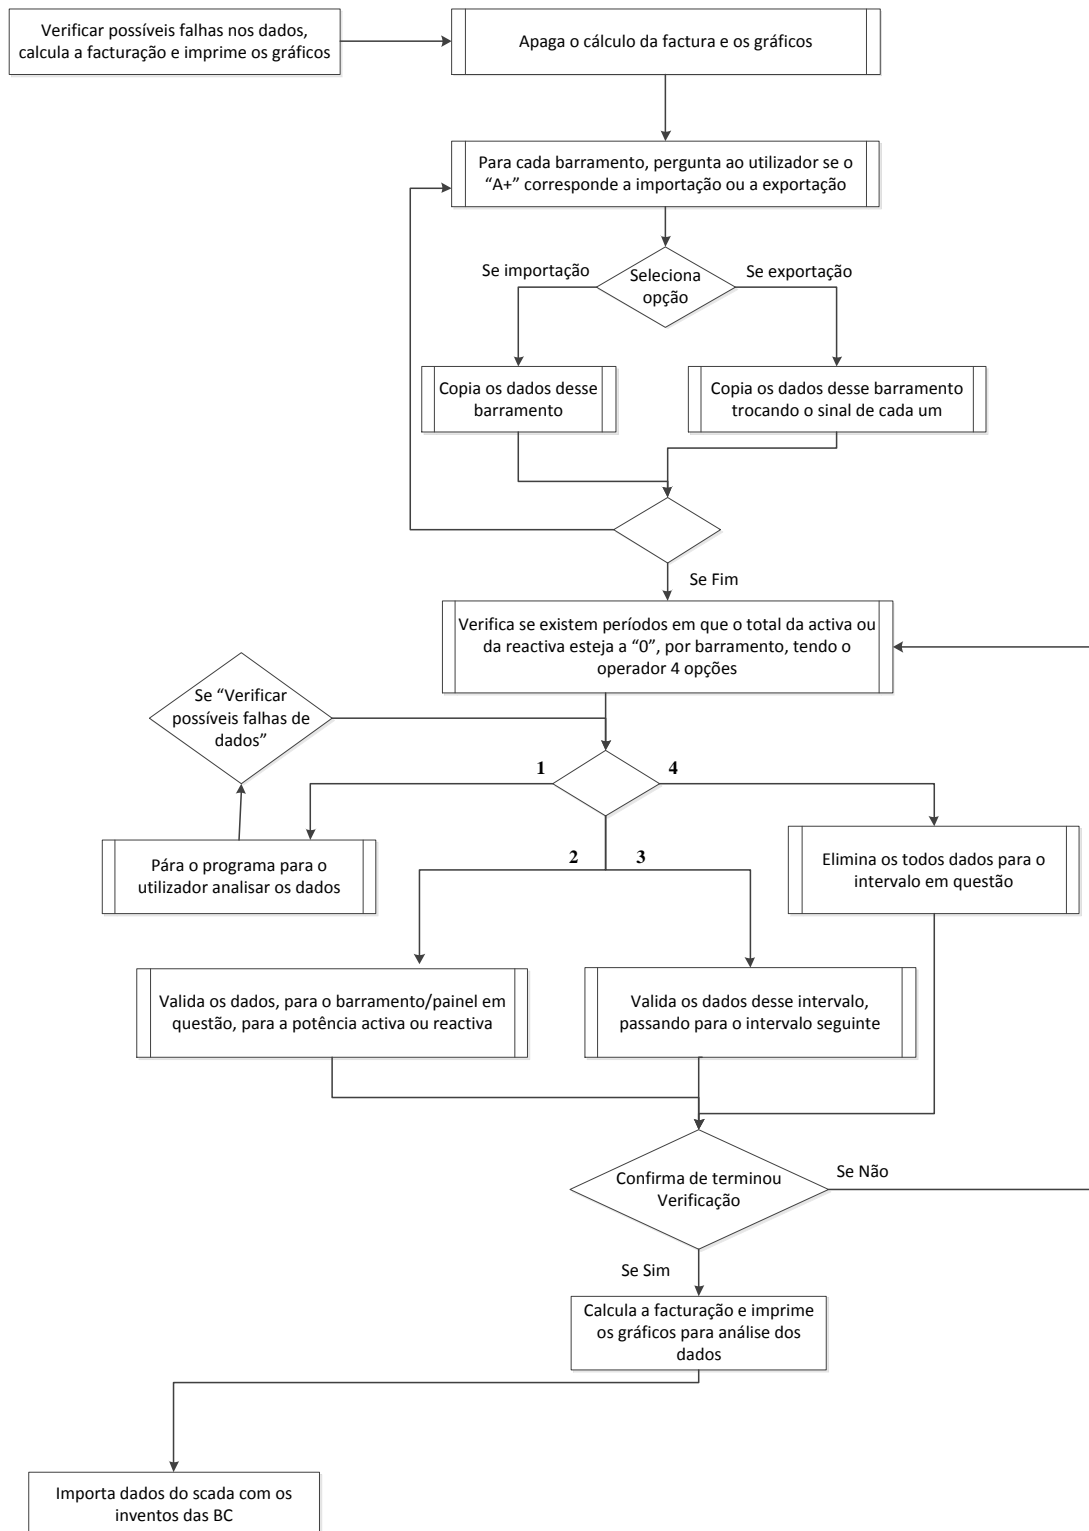 Verificar possíveis falhas nos dados,
calcula a facturação e imprime os gráficos
Apaga o cálculo da factura e os gráficos
Para cada barramento, pergunta ao utilizador se o
“A+” corresponde a importação ou a exportação
Se importação
Seleciona
opção
Se exportação
Copia os dados desse
barramento
Copia os dados desse barramento
trocando o sinal de cada um
Se Fim
Verifica se existem períodos em que o total da activa ou
da reactiva esteja a “0”, por barramento, tendo o
operador 4 opções
Se “Verificar
possíveis falhas de
dados”
1
4
2
3
Pára o programa para o
utilizador analisar os dados
Elimina os todos dados para o
intervalo em questão
Valida os dados, para o barramento/painel em
questão, para a potência activa ou reactiva
Valida os dados desse intervalo,
passando para o intervalo seguinte
Confirma de terminou
Verificação
Se Não
Se Sim
Calcula a facturação e imprime
os gráficos para análise dos
dados
Importa dados do scada com os
inventos das BC